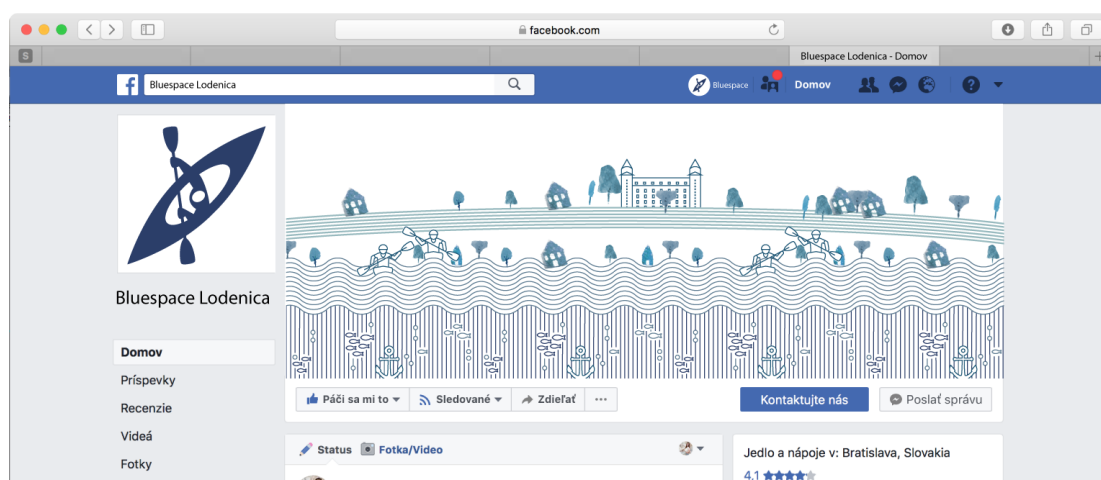 facebook.com
S
Bluespace Lodenica - Domov
f
Bluespace Lodenica
Bluespace
Domov
?
Bluespace Lodenica
Domov
Príspevky
Recenzie
Videá
Fotky
Páči sa mi to
Sledované
Zdieľať
Kontaktujte nás
Poslať správu
Status
Fotka/Video
Jedlo a nápoje v: Bratislava, Slovakia
4.1